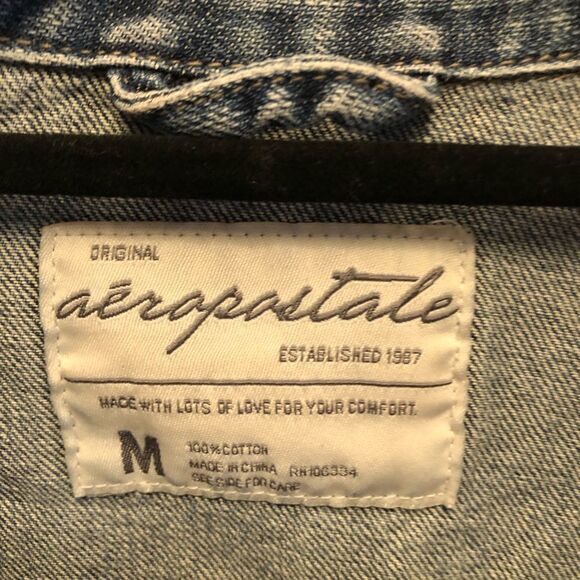 ORIGINAL
aéropostale
ESTABLISHED 1987
MADE WITH LOTS OF LOVE FOR YOUR COMFORT.
M
100% COTTON
MADE IN CHINA RN106334
SEE SIDE FOR CARE